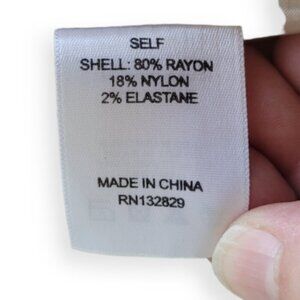 SELF
SHELL: 80% RAYON
18% NYLON
2% ELASTANE
MADE IN CHINA
RN132829